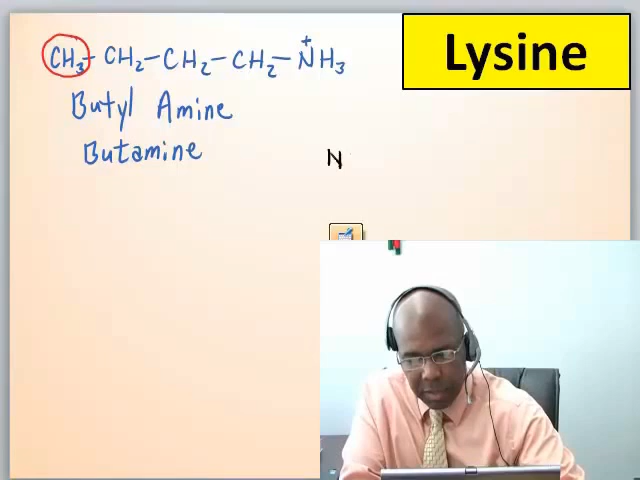 CH₃-CH₂-CH₂-CH₂-N⁺H₃
Lysine
Butyl Amine
Butamine
N